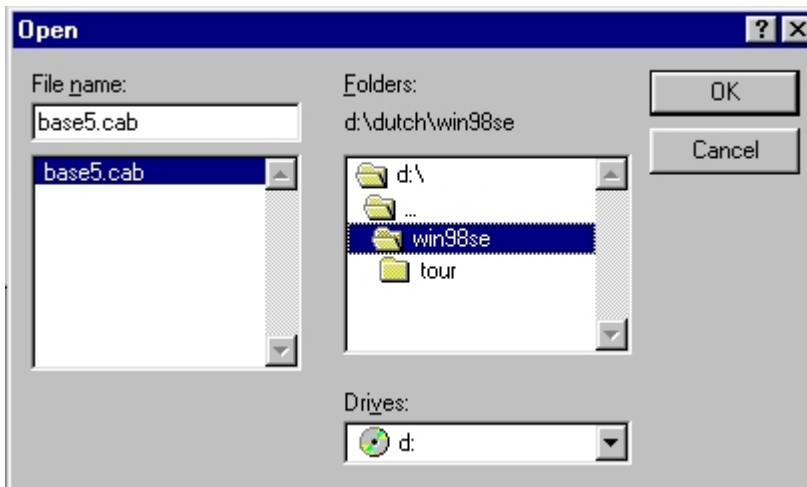 Open
File name:
base5.cab
base5.cab
Folders:
d:\dutch\win98se
d:\
...
win98se
tour
Drives:
d:
OK
Cancel